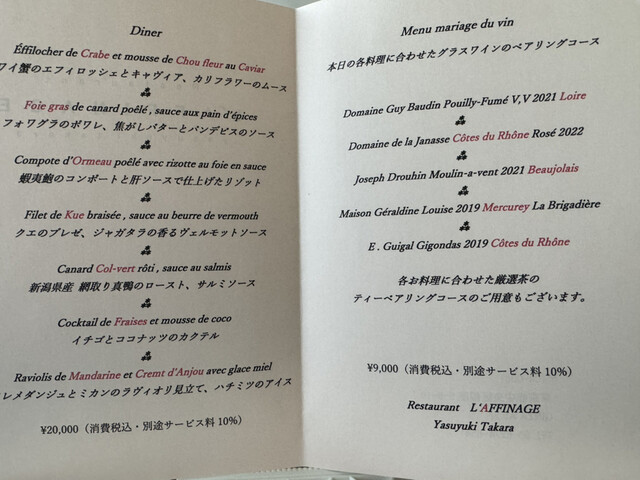 Diner
Éffilocher de Crabe et mousse de Chou fleur au Caviar
ワイ蟹のエフィロッシェとキャヴィア、カリフラワーのムース
Foie gras de canard poêlé , sauce aux pain d'épices
フォワグラのポワレ、焦がしバターとパンデピスのソース
Compote d'Ormeau poêlé avec rizotte au foie en sauce
蝦夷鮑のコンポートと肝ソースで仕上げたリゾット
Filet de Kue braisée , sauce au beurre de vermouth
クエのブレゼ、ジャガタラの香るヴェルモットソース
Canard Col-vert rôti , sauce au salmis
新潟県産 網取り真鴨のロースト、サルミソース
Cocktail de Fraises et mousse de coco
イチゴとココナッツのカクテル
Raviolis de Mandarine et Cremt d'Anjou avec glace miel
レメダンジュとミカンのラヴィオリ見立て、ハチミツのアイス
¥20,000（消費税込・別途サービス料 10%）
Menu mariage du vin
本日の各料理に合わせたグラスワインのペアリングコース
Domaine Guy Baudin Pouilly-Fumé V,V 2021 Loire
Domaine de la Janasse Côtes du Rhône Rosé 2022
Joseph Drouhin Moulin-a-vent 2021 Beaujolais
Maison Géraldine Louise 2019 Mercurey La Brigadière
E . Guigal Gigondas 2019 Côtes du Rhône
各お料理に合わせた厳選茶の
ティーペアリングコースのご用意もございます。
¥9,000（消費税込・別途サービス料 10%）
Restaurant L'AFFINAGE
Yasuyuki Takara